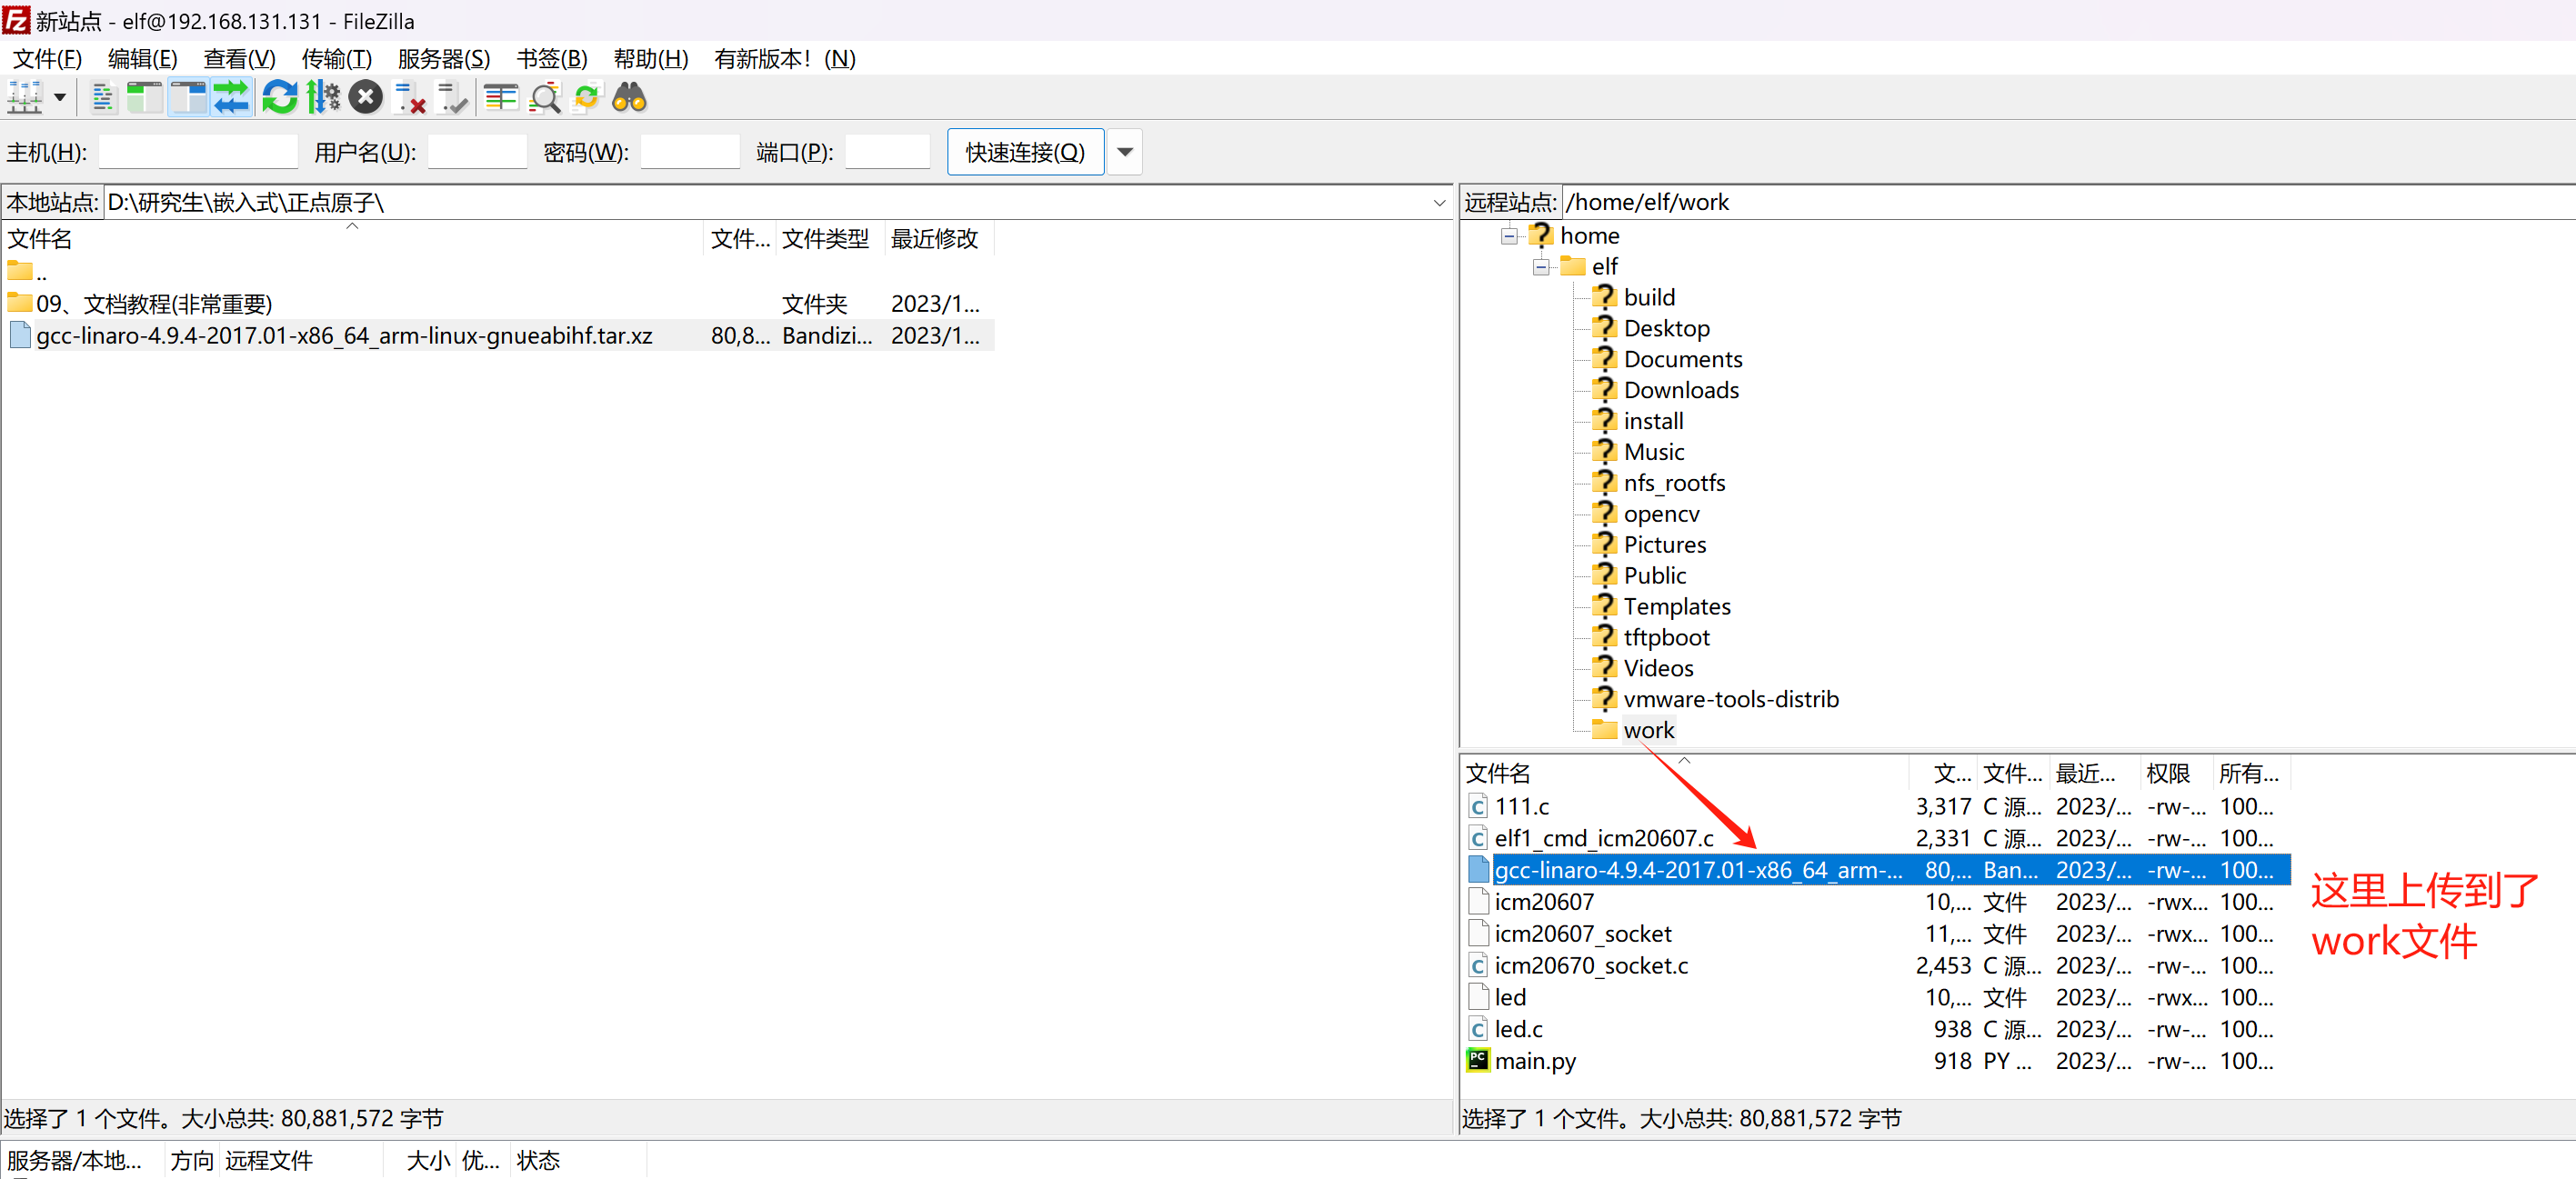 新站点 - elf@192.168.131.131 - FileZilla
文件(F) 编辑(E) 查看(V) 传输(T) 服务器(S) 书签(B) 帮助(H) 有新版本！(N)
主机(H): 用户名(U): 密码(W): 端口(P): 快速连接(Q)
本地站点: D:\研究生\嵌入式\正点原子\
文件名 文件... 文件类型 最近修改
..
09、文档教程(非常重要) 文件夹 2023/1...
gcc-linaro-4.9.4-2017.01-x86_64_arm-linux-gnueabihf.tar.xz 80,8... Bandizi... 2023/1...
选择了 1 个文件。大小总共: 80,881,572 字节
远程站点: /home/elf/work
home
elf
build
Desktop
Documents
Downloads
install
Music
nfs_rootfs
opencv
Pictures
Public
Templates
tftpboot
Videos
vmware-tools-distrib
work
文件名 文... 文件... 最近... 权限 所有...
111.c 3,317 C 源... 2023/... -rw-... 100...
elf1_cmd_icm20607.c 2,331 C 源... 2023/... -rw-... 100...
gcc-linaro-4.9.4-2017.01-x86_64_arm-... 80,... Ban... 2023/... -rw-... 100...
icm20607 10,... 文件 2023/... -rwx... 100...
icm20607_socket 11,... 文件 2023/... -rwx... 100...
icm20670_socket.c 2,453 C 源... 2023/... -rw-... 100...
led 10,... 文件 2023/... -rwx... 100...
led.c 938 C 源... 2023/... -rw-... 100...
main.py 918 PY ... 2023/... -rw-... 100...
这里上传到了
work文件
选择了 1 个文件。大小总共: 80,881,572 字节
服务器/本地... 方向 远程文件 大小 优... 状态